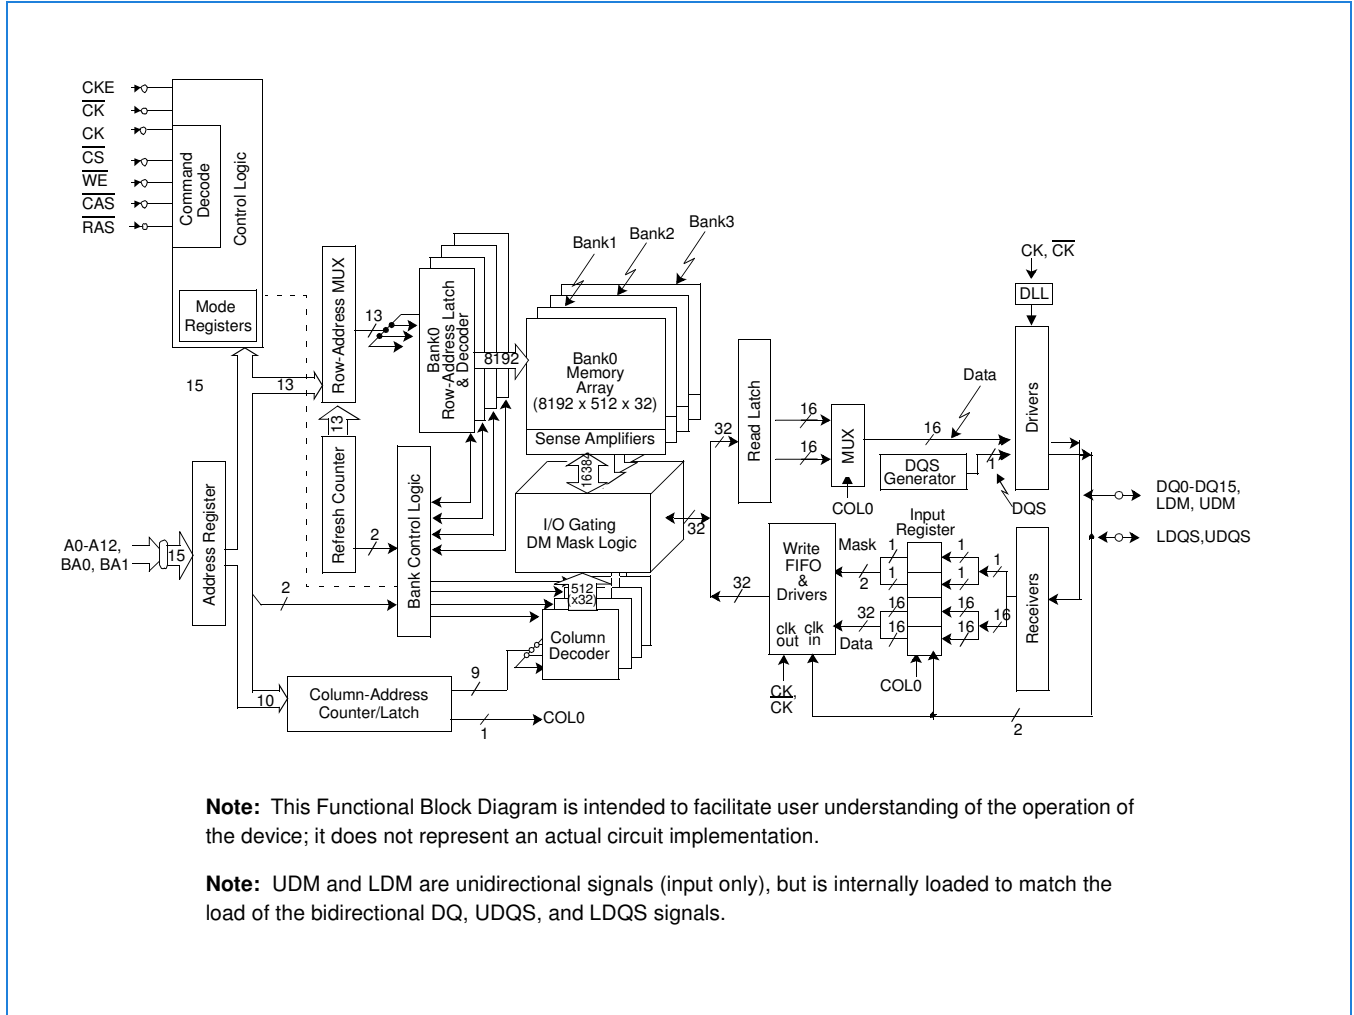 CKE
CK
CK
CS
WE
CAS
RAS
Command
Decode
Control Logic
Mode
Registers
15
13
Row-Address MUX
13
Refresh Counter
13
Bank0
Row-Address Latch
& Decoder
8192
Bank1
Bank2
Bank3
Bank0
Memory
Array
(8192 x 512 x 32)
Sense Amplifiers
16384
I/O Gating
DM Mask Logic
A0-A12,
BA0, BA1
15
Address Register
2
2
Bank Control Logic
512
(x32)
Column
Decoder
10
Column-Address
Counter/Latch
9
1
COL0
32
32
32
Read Latch
16
16
MUX
COL0
16
Data
DQS
Generator
1
DQS
CK, CK
DLL
Drivers
DQ0-DQ15,
LDM, UDM
LDQS,UDQS
Input
Register
Write
FIFO
&
Drivers
clk
out
clk
in
Mask
2
1
1
1
1
1
32
Data
16
16
16
16
16
Receivers
CK,
CK
COL0
2
Note: This Functional Block Diagram is intended to facilitate user understanding of the operation of
the device; it does not represent an actual circuit implementation.
Note: UDM and LDM are unidirectional signals (input only), but is internally loaded to match the
load of the bidirectional DQ, UDQS, and LDQS signals.